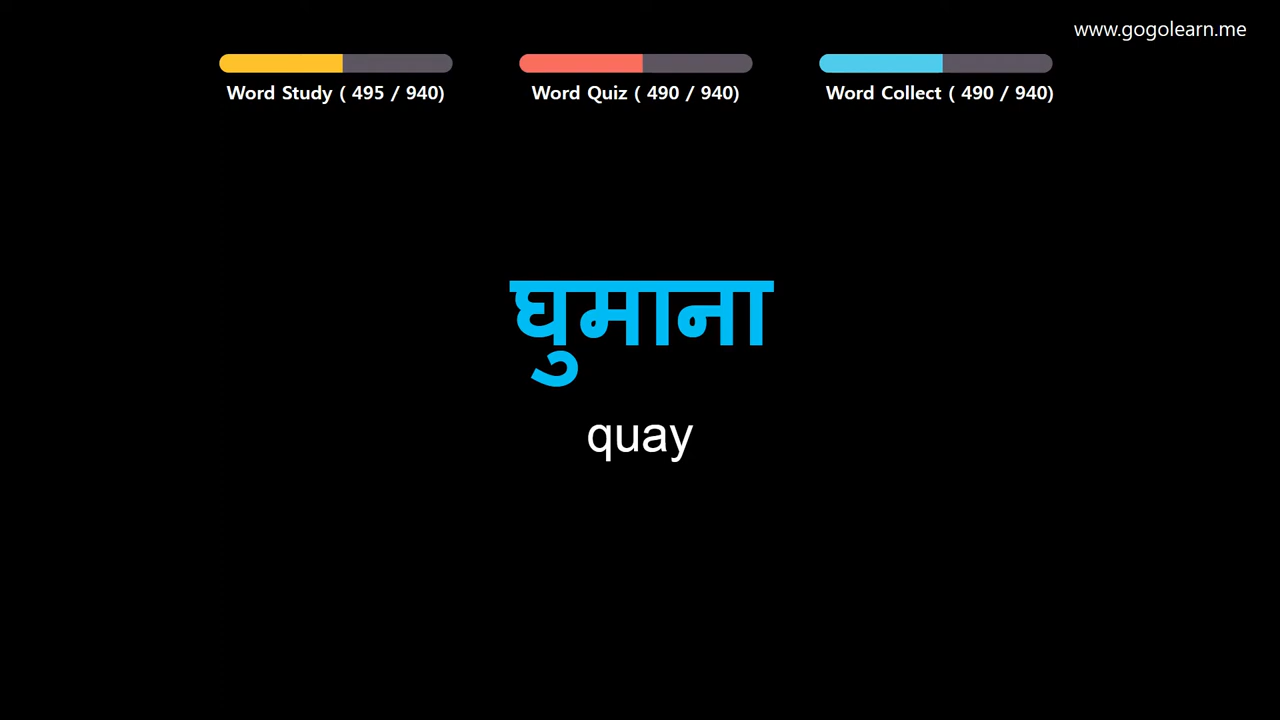 www.gogolearn.me
Word Study ( 495 / 940)
Word Quiz ( 490 / 940)
Word Collect ( 490 / 940)
घुमाना
quay